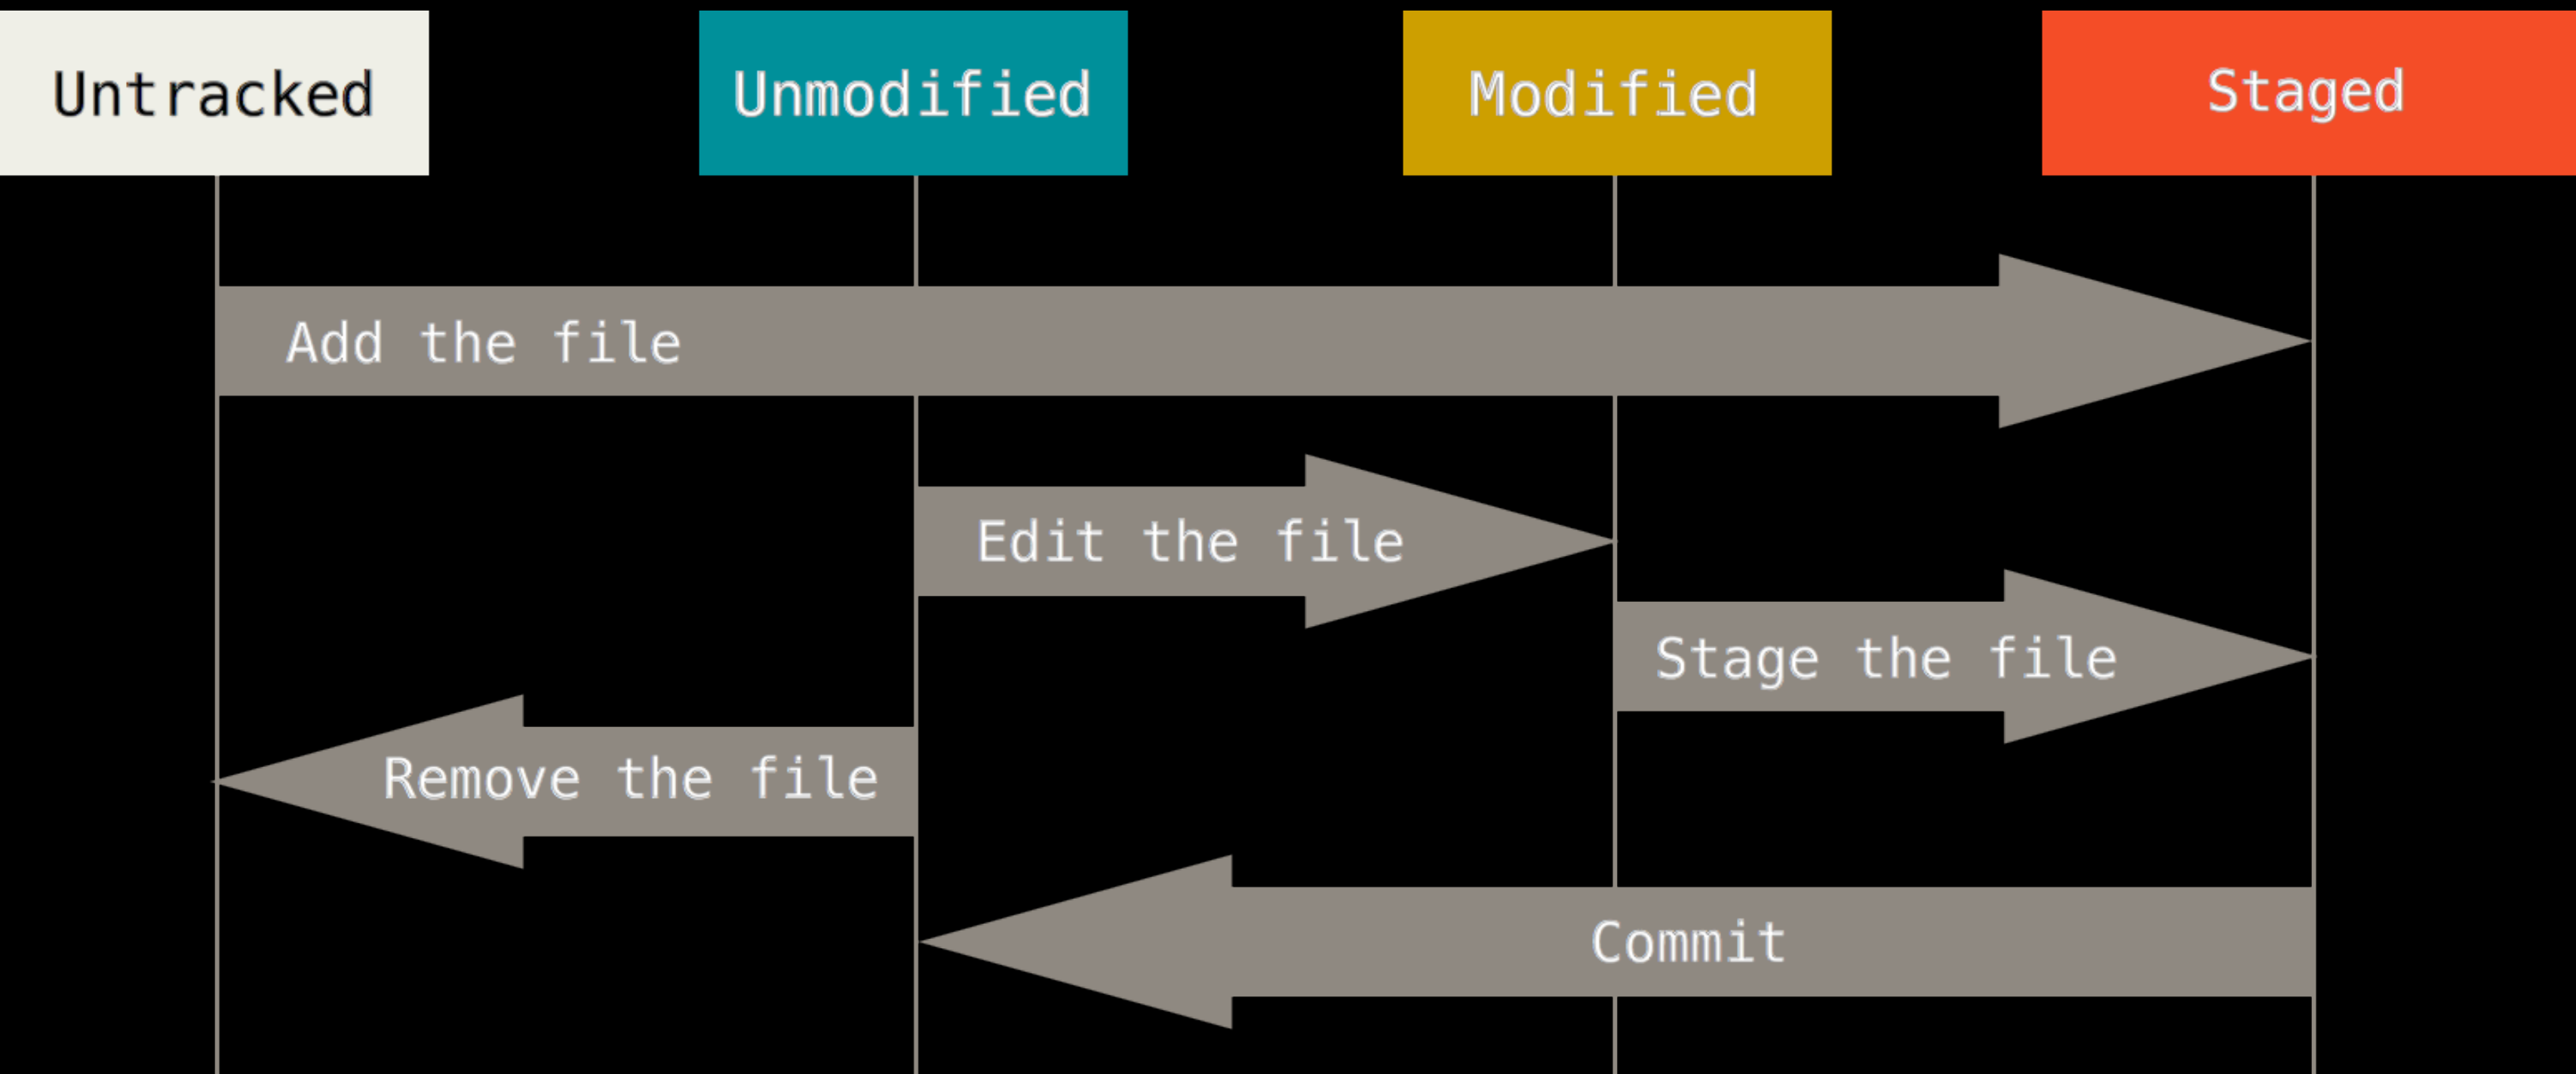 Untracked
Unmodified
Modified
Staged
Add the file
Edit the file
Stage the file
Remove the file
Commit